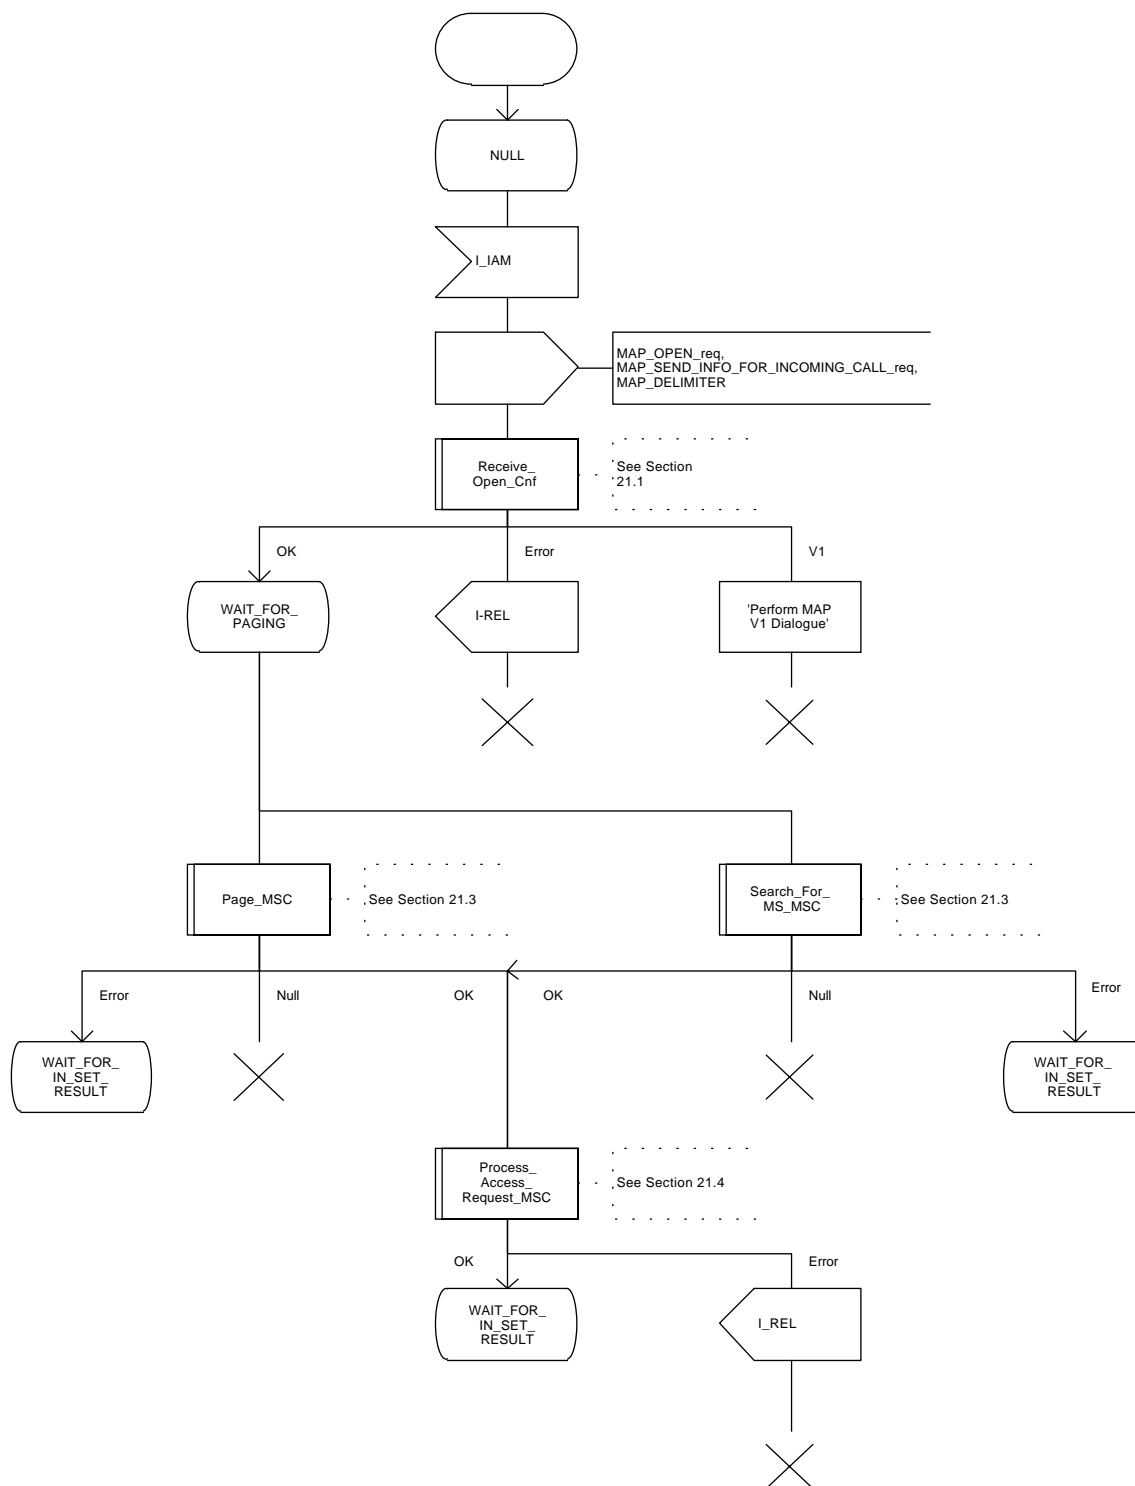 NULL
I_IAM
MAP_OPEN_req,
MAP_SEND_INFO_FOR_INCOMING_CALL_req,
MAP_DELIMITER
Receive_
Open_Cnf
See Section
21.1
OK
Error
V1
WAIT_FOR_
PAGING
I-REL
'Perform MAP
V1 Dialogue'
Page_MSC
See Section 21.3
Search_For_
MS_MSC
See Section 21.3
Error
Null
OK
OK
Null
Error
WAIT_FOR_
IN_SET_
RESULT
WAIT_FOR_
IN_SET_
RESULT
Process_
Access_
Request_MSC
See Section 21.4
OK
Error
WAIT_FOR_
IN_SET_
RESULT
I_REL